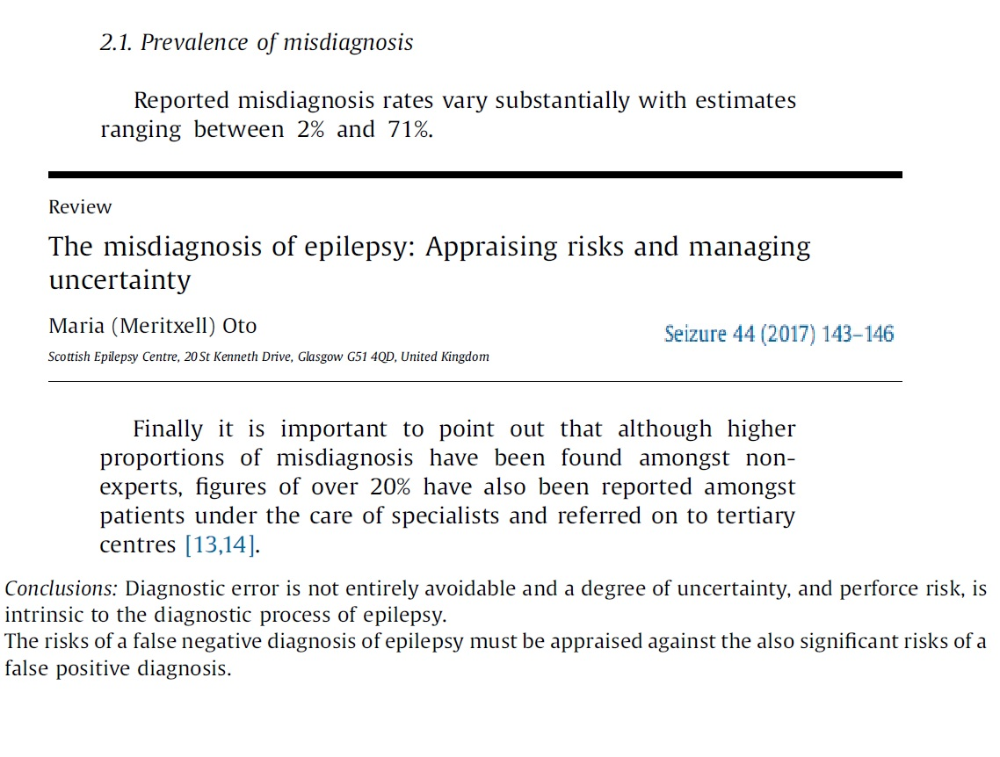 2.1. Prevalence of misdiagnosis
Reported misdiagnosis rates vary substantially with estimates
ranging between 2% and 71%.
Review
The misdiagnosis of epilepsy: Appraising risks and managing
uncertainty
Maria (Meritxell) Oto
Seizure 44 (2017) 143–146
Scottish Epilepsy Centre, 20 St Kenneth Drive, Glasgow G51 4QD, United Kingdom
Finally it is important to point out that although higher
proportions of misdiagnosis have been found amongst non-
experts, figures of over 20% have also been reported amongst
patients under the care of specialists and referred on to tertiary
centres [13,14].
Conclusions: Diagnostic error is not entirely avoidable and a degree of uncertainty, and perforce risk, is
intrinsic to the diagnostic process of epilepsy.
The risks of a false negative diagnosis of epilepsy must be appraised against the also significant risks of a
false positive diagnosis.